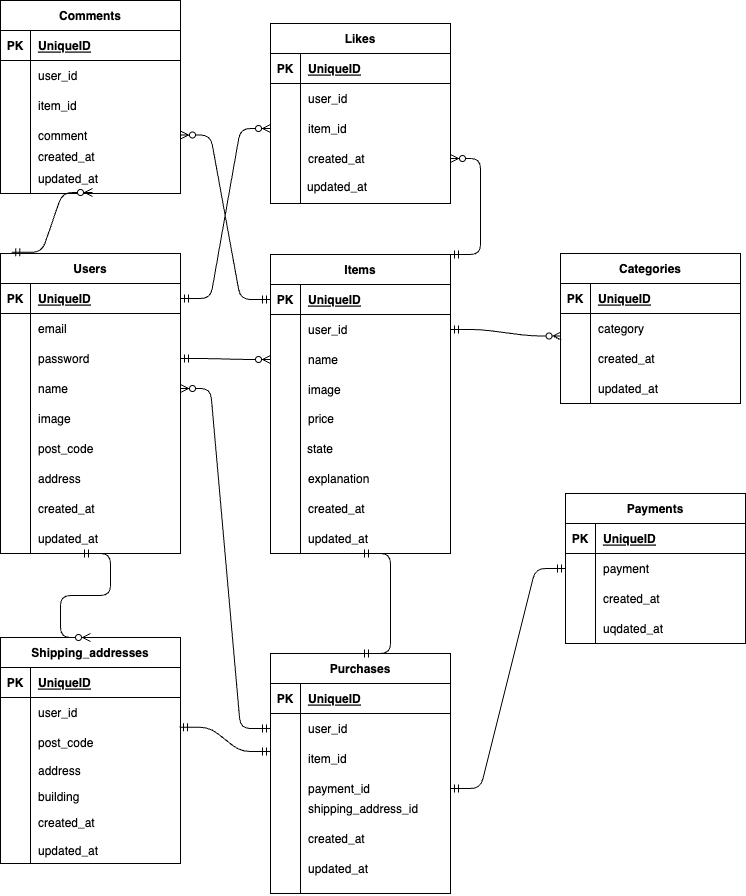 Comments
PK UniqueID
user_id
item_id
comment
created_at
updated_at
Likes
PK UniqueID
user_id
item_id
created_at
updated_at
Users
PK UniqueID
email
password
name
image
post_code
address
created_at
updated_at
Items
PK UniqueID
user_id
name
image
price
state
explanation
created_at
updated_at
Categories
PK UniqueID
category
created_at
updated_at
Payments
PK UniqueID
payment
created_at
uqdated_at
Shipping_addresses
PK UniqueID
user_id
post_code
address
building
created_at
updated_at
Purchases
PK UniqueID
user_id
item_id
payment_id
shipping_address_id
created_at
updated_at